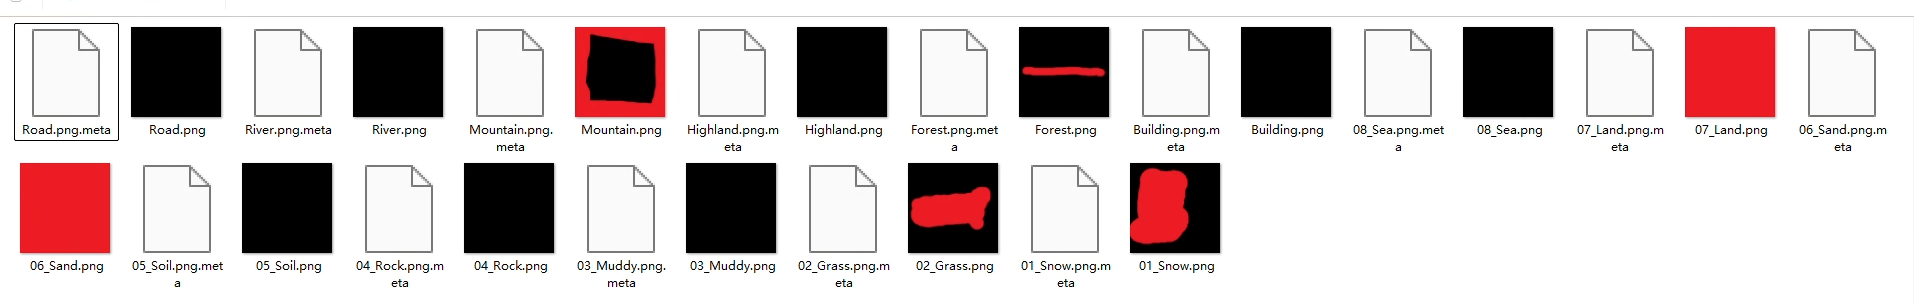 Road.png.meta
Road.png
River.png.meta
River.png
Mountain.png.
meta
Mountain.png
Highland.png.m
eta
Highland.png
Forest.png.met
a
Forest.png
Building.png.m
eta
Building.png
08_Sea.png.met
a
08_Sea.png
07_Land.png.m
eta
07_Land.png
06_Sand.png.m
eta
06_Sand.png
05_Soil.png.met
a
05_Soil.png
04_Rock.png.m
eta
04_Rock.png
03_Muddy.png.
meta
03_Muddy.png
02_Grass.png.m
eta
02_Grass.png
01_Snow.png.m
eta
01_Snow.png